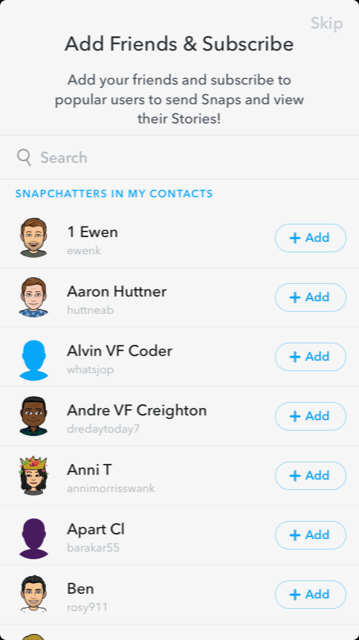 Skip
Add Friends & Subscribe
Add your friends and subscribe to
popular users to send Snaps and view
their Stories!
Search
SNAPCHATTERS IN MY CONTACTS
1 Ewen
ewenk
+ Add
Aaron Huttner
huttneab
+ Add
Alvin VF Coder
whatsjop
+ Add
Andre VF Creighton
dredaytoday7
+ Add
Anni T
annimorrisswank
+ Add
Apart Cl
barakar55
+ Add
Ben
rosy911
+ Add